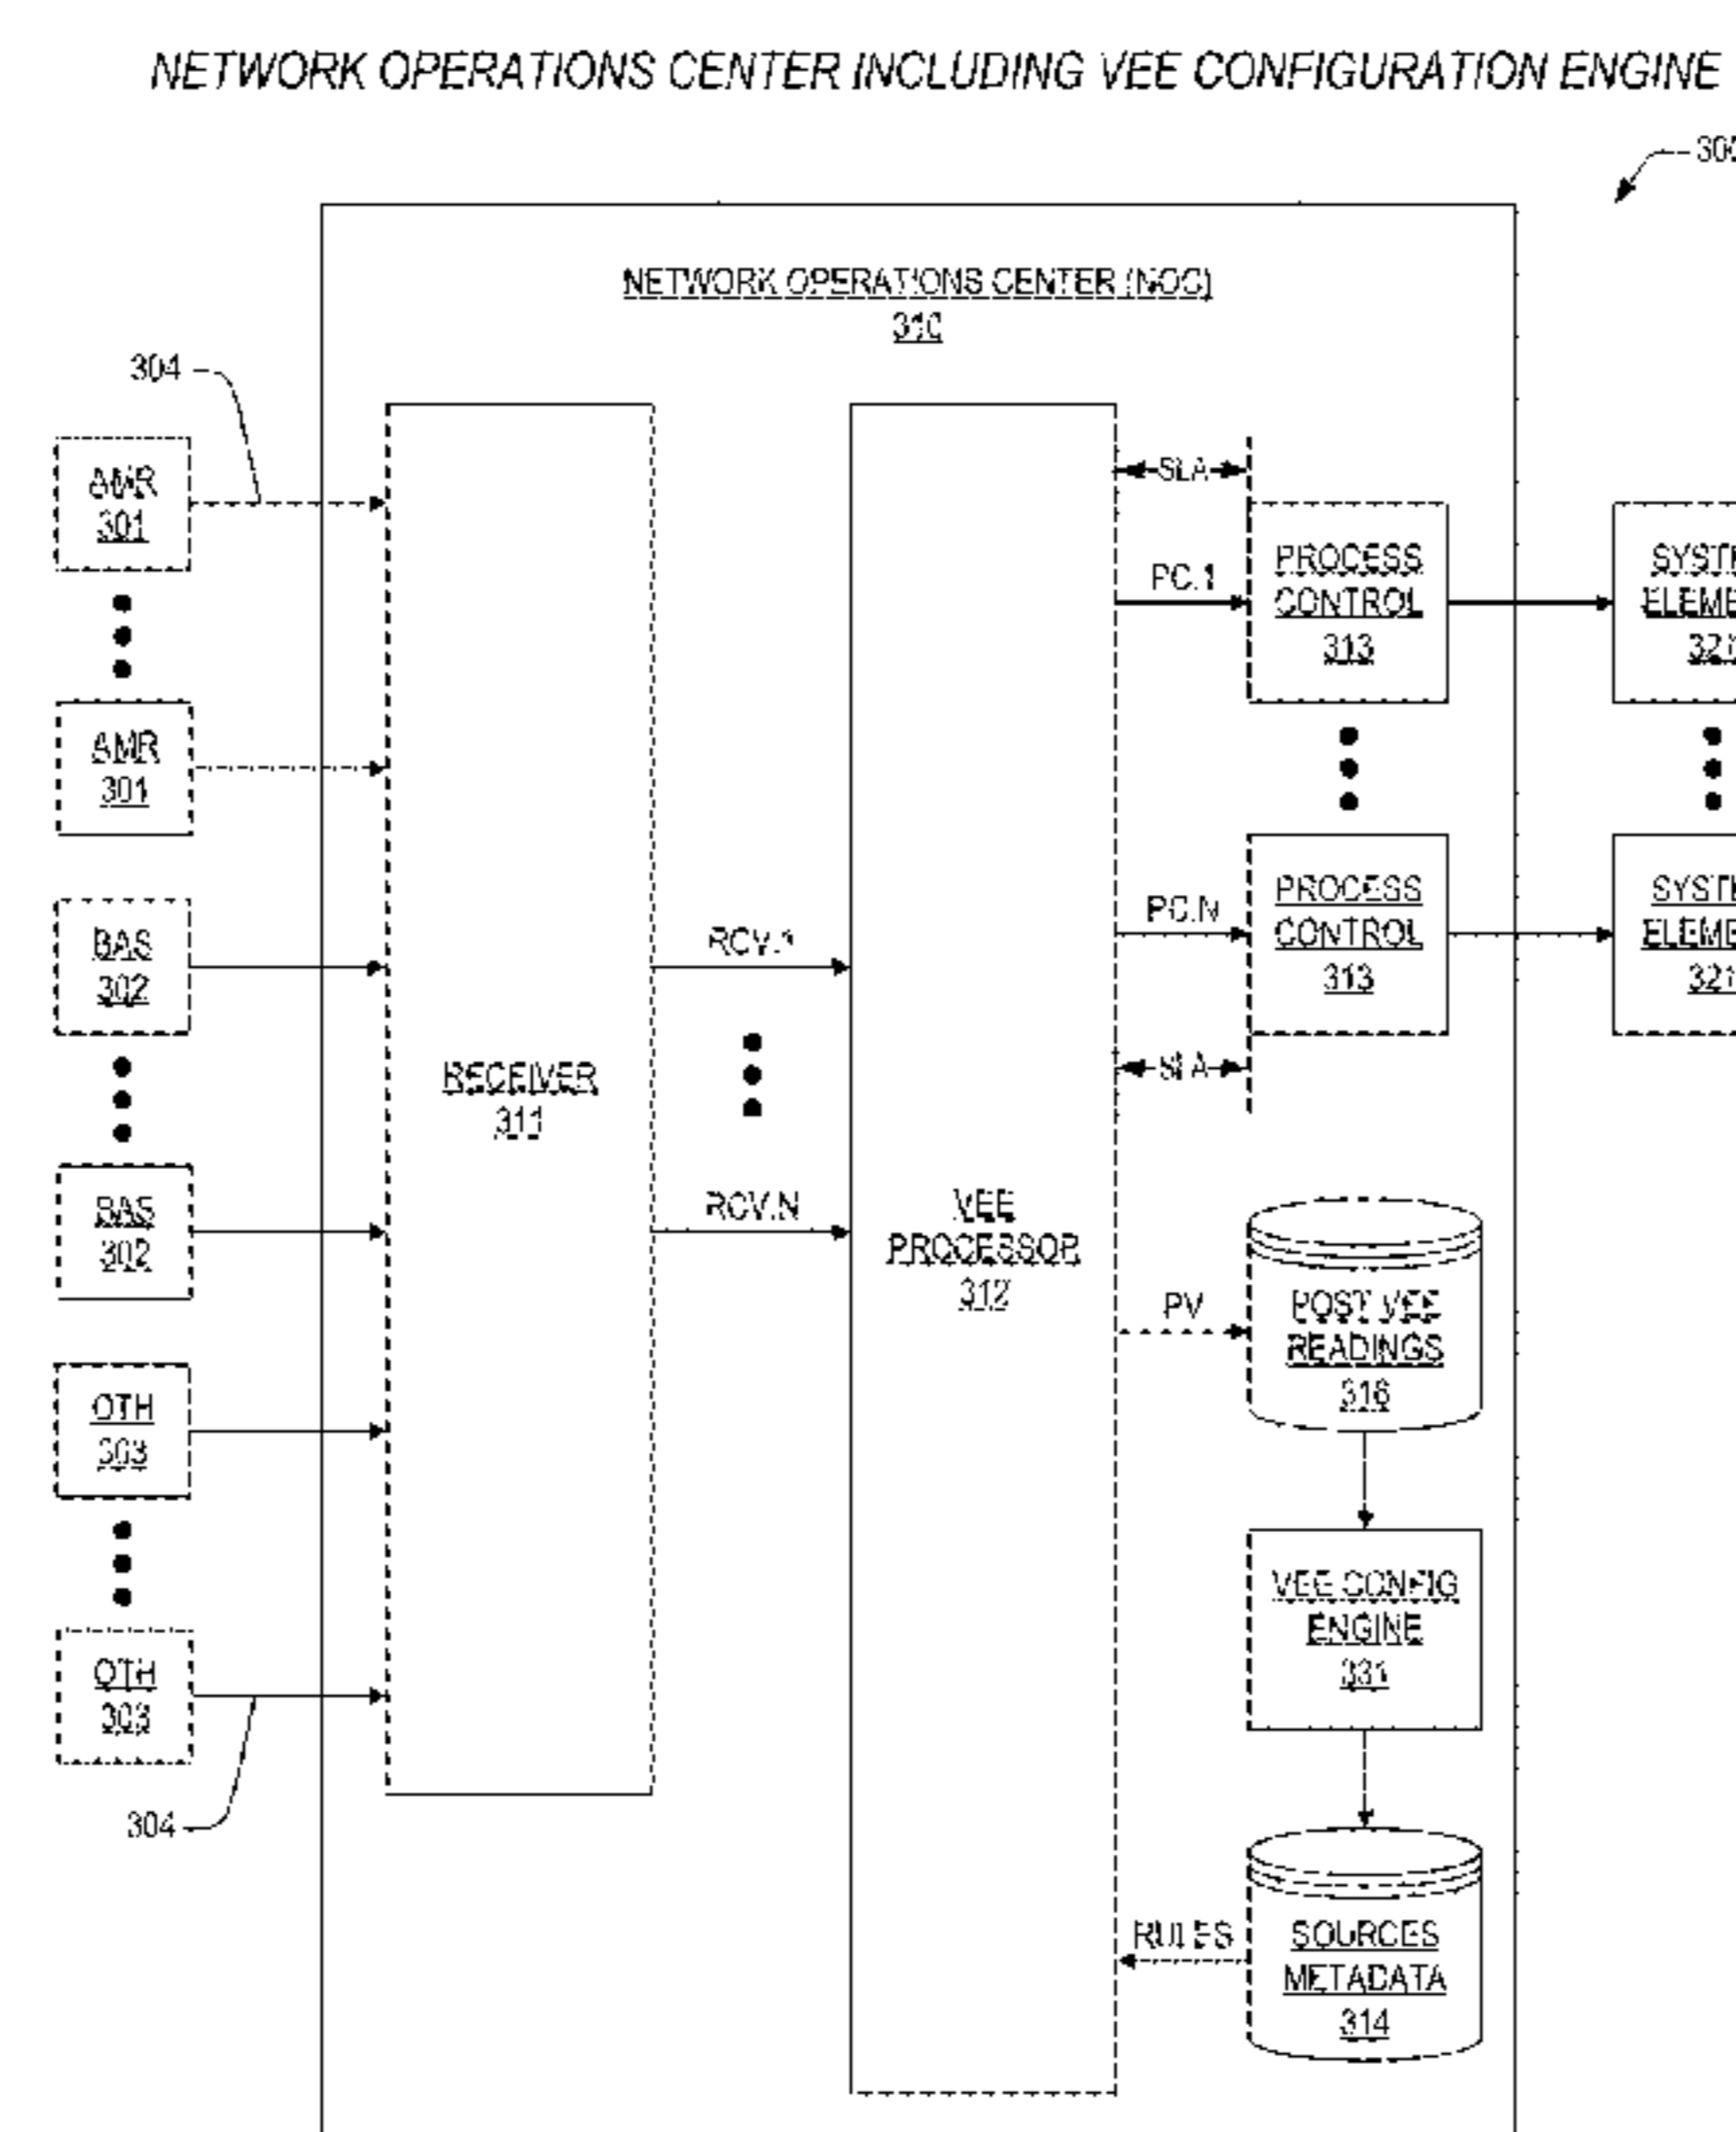 NETWORK OPERATIONS CENTER INCLUDING VEE CONFIGURATION ENGINE
NETWORK OPERATIONS CENTER (NOC)
310
304
AMR
301
AMR
301
BAS
302
BAS
302
OTH
303
OTH
303
304
RECEIVER
311
RCV.1
RCV.N
VEE
PROCESSOR
312
SLA
PC.1
PROCESS
CONTROL
313
PC.N
PROCESS
CONTROL
313
SLA
321
PV
POST VEE
READINGS
316
VEE CONFIG
ENGINE
331
RULES
SOURCES
METADATA
314